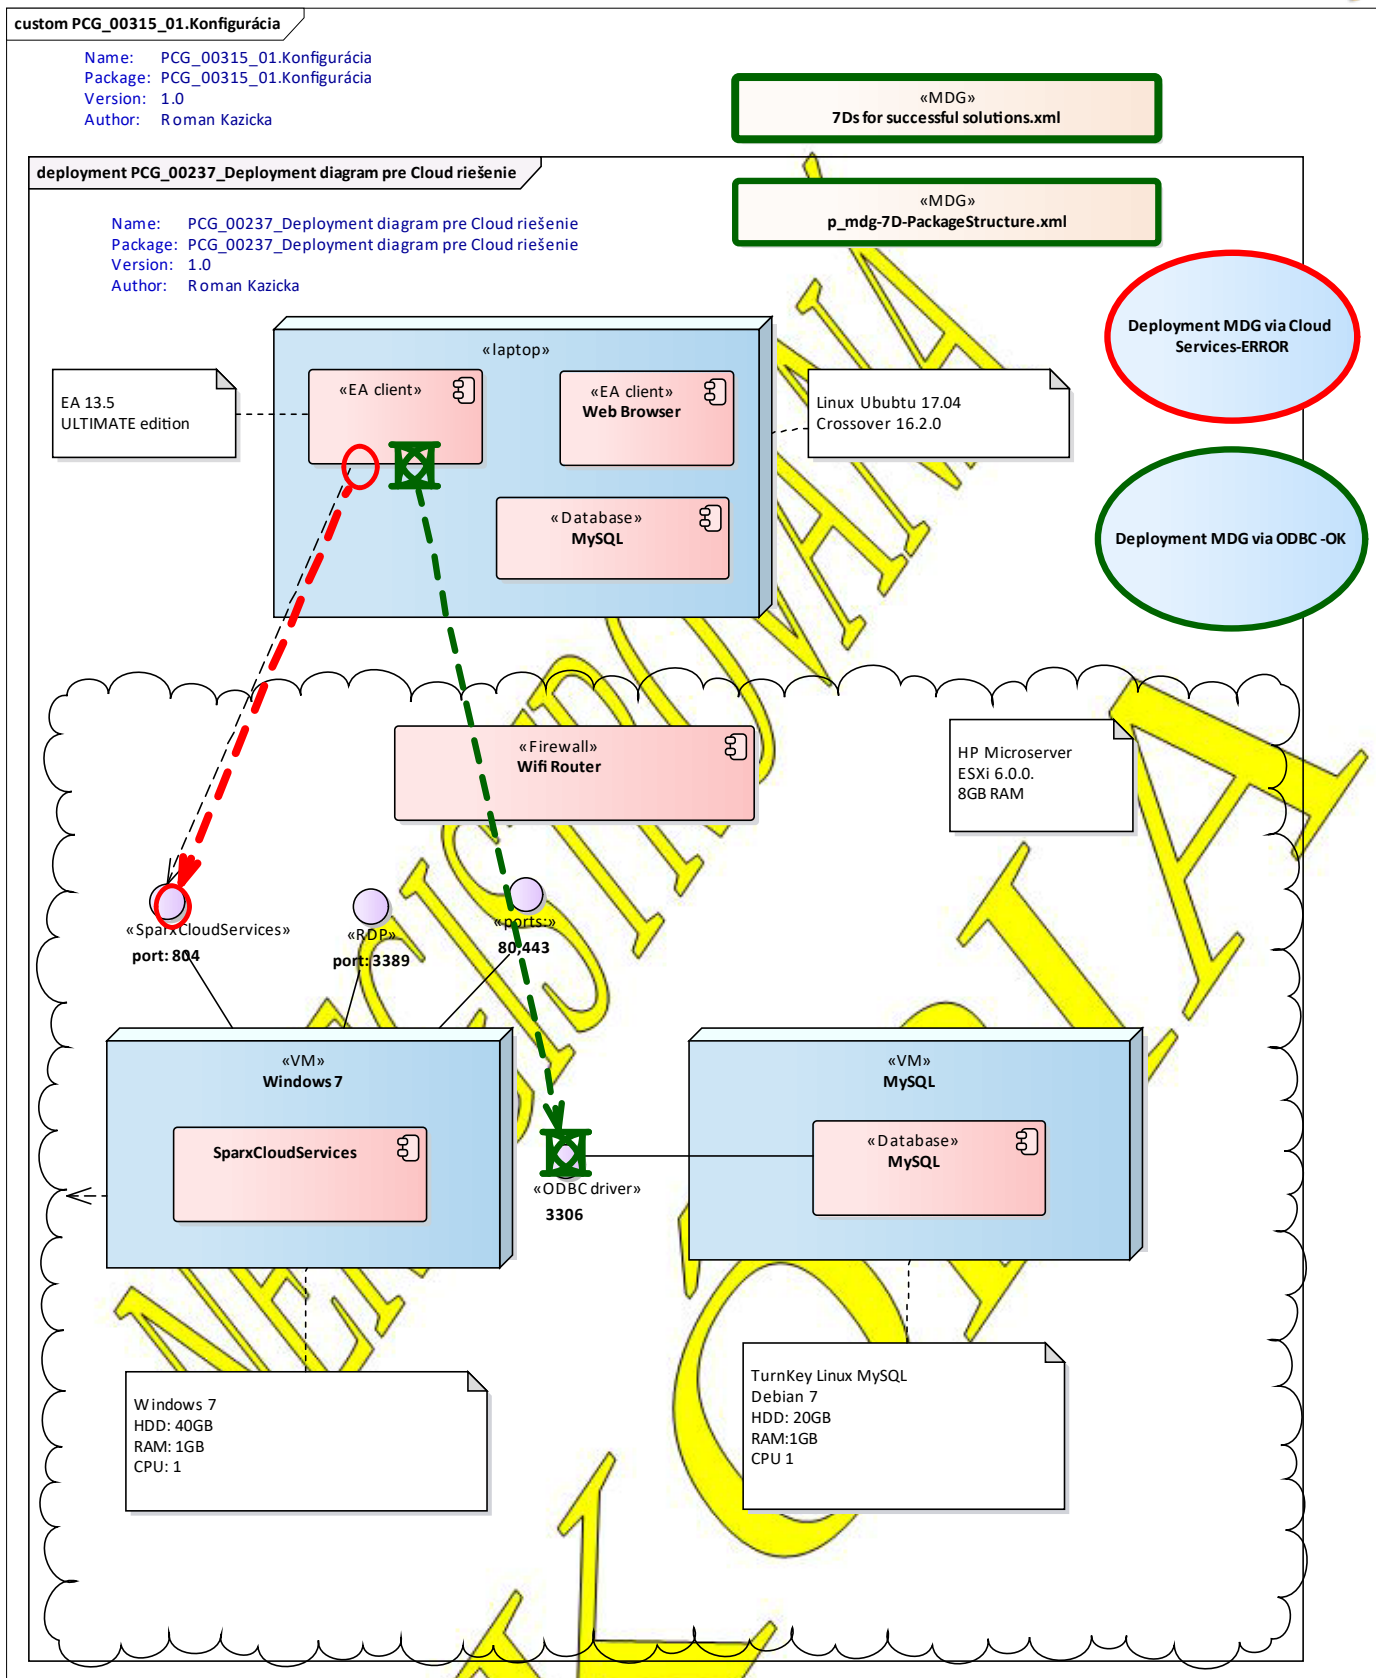 custom PCG_00315_01.Konfigurácia
Name: PCG_00315_01.Konfigurácia
Package: PCG_00315_01.Konfigurácia
Version: 1.0
Author: Roman Kazicka
«MDG»
7Ds for successful solutions.xml
deployment PCG_00237_Deployment diagram pre Cloud riešenie
«MDG»
p_mdg-7D-PackageStructure.xml
Name: PCG_00237_Deployment diagram pre Cloud riešenie
Package: PCG_00237_Deployment diagram pre Cloud riešenie
Version: 1.0
Author: Roman Kazicka
Deployment MDG via Cloud
Services-ERROR
«laptop»
«EA client»
«EA client»
Web Browser
EA 13.5
ULTIMATE edition
Linux Ububtu 17.04
Crossover 16.2.0
«Database»
MySQL
Deployment MDG via ODBC -OK
«Firewall»
Wifi Router
HP Microserver
ESXi 6.0.0.
8GB RAM
«SparxCloudServices»
port: 804
«RDP»
port: 3389
«ports:»
80,443
«VM»
Windows 7
SparxCloudServices
«VM»
MySQL
«Database»
MySQL
«ODBC driver»
3306
Windows 7
HDD: 40GB
RAM: 1GB
CPU: 1
TurnKey Linux MySQL
Debian 7
HDD: 20GB
RAM:1GB
CPU 1